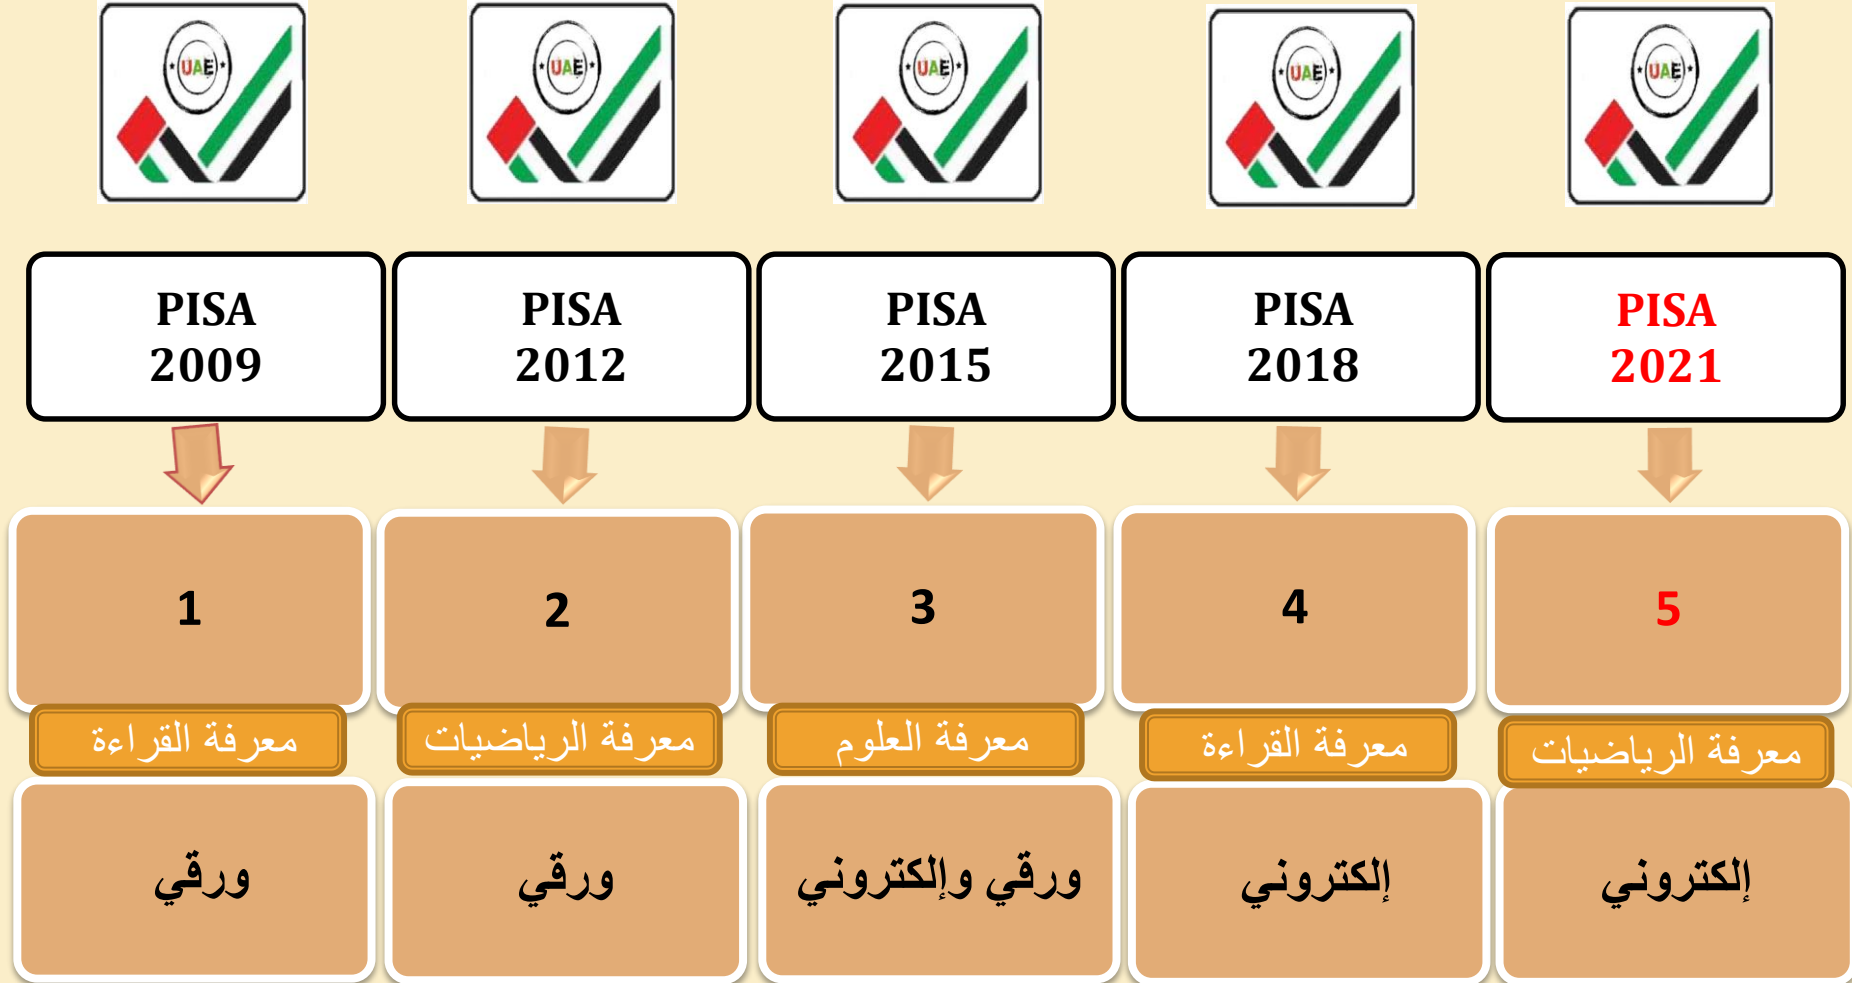 UAE
UAE
UAE
UAE
UAE
PISA
2009
PISA
2012
PISA
2015
PISA
2018
PISA
2021
1
2
3
4
5
معرفة القراءة
معرفة الرياضيات
معرفة العلوم
معرفة القراءة
معرفة الرياضيات
ورقي
ورقي
ورقي وإلكتروني
إلكتروني
إلكتروني